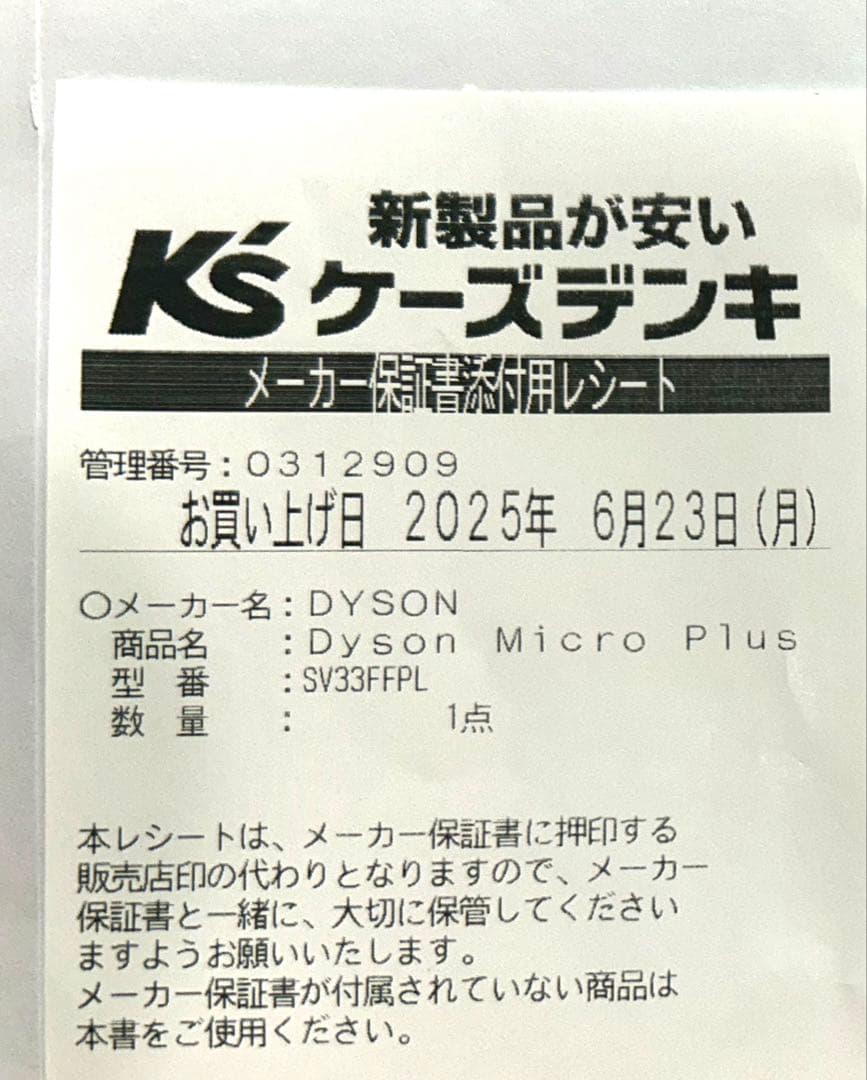 新製品が安い
K'sケーズデンキ
メーカー保証書添付用レシート
管理番号：０３１２９０９
お買い上げ日 2025年 6月23日(月)
〇メーカー名：ＤＹＳＯＮ
商品名 ：Ｄｙｓｏｎ Ｍｉｃｒｏ Ｐｌｕｓ
型 番 ：SV33FFPL
数 量 ： 1点
本レシートは、メーカー保証書に押印する
販売店印の代わりとなりますので、メーカー
保証書と一緒に、大切に保管してください
ますようお願いいたします。
メーカー保証書が付属されていない商品は
本書をご使用ください。